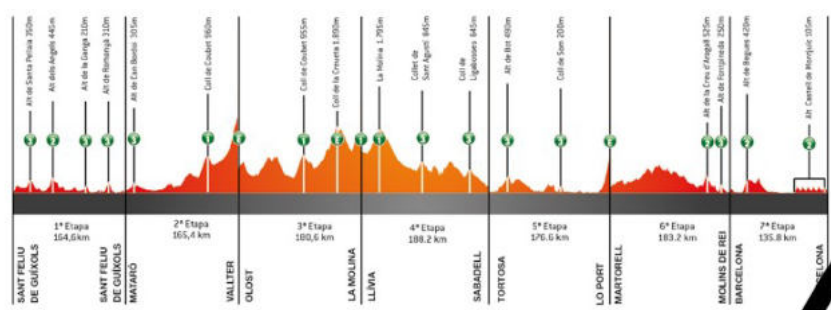 Alt de Santa Pellaia 350m
Alt dels Angels 445m
Alt de la Ganga 210m
Alt de Romanyà 310m
Alt de Can Bordoi 305m
Coll de Coubet 960m
Coll de Coubet 955m
Coll de la Creueta 1.890m
La Molina 1.795m
Collet de
Sant Agustí 845m
Coll de
Lligabosses 645m
Alt de Bot 490m
Coll de Som 200m
Alt de la Creu d'Aragall 525m
Alt de Forcpineda 250m
Alt de Begues 420m
Alt Castell de Montjuïc 105m
1ª Etapa
164,6 km
2ª Etapa
165,4 km
3ª Etapa
180,6 km
4ª Etapa
188.2 km
5ª Etapa
176.6 km
6ª Etapa
183.2 km
7ª Etapa
135.8 km
SANT FELIU
DE GUÍXOLS
SANT FELIU
DE GUÍXOLS
MATARÓ
VALLTER
OLOST
LA MOLINA
LLÍVIA
SABADELL
TORTOSA
LO PORT
MARTORELL
MOLINS DE REI
BARCELONA
CELONA